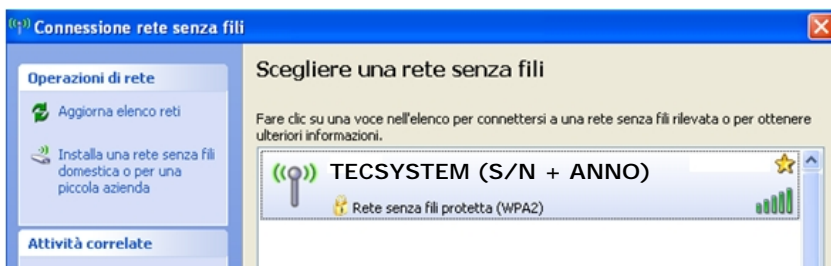 Connessione rete senza fili
Operazioni di rete
Aggiorna elenco reti
Installa una rete senza fili
domestica o per una
piccola azienda
Attività correlate
Scegliere una rete senza fili
Fare clic su una voce nell'elenco per connettersi a una rete senza fili rilevata o per ottenere
ulteriori informazioni.
TECSYSTEM (S/N + ANNO)
Rete senza fili protetta (WPA2)